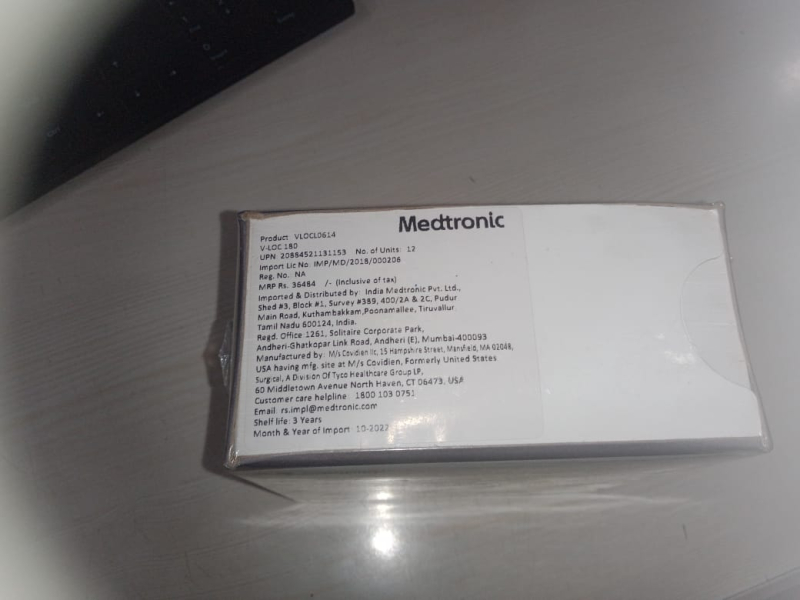 Medtronic
Product: VLOCL0614
V-LOC 180
UPN 20884521131153 No. of Units: 12
Import Lic No. IMP/MD/2018/000206
Reg. No. NA
MRP Rs. 36484 /- (Inclusive of tax)
Imported & Distributed by: India Medtronic Pvt. Ltd.,
Shed #3, Block #1, Survey #389, 400/2A & 2C, Pudur
Main Road, Kuthambakkam,Poonamallee, Tiruvallur
Tamil Nadu 600124, India.
Regd. Office 1261, Solitaire Corporate Park,
Andheri-Ghatkopar Link Road, Andheri (E), Mumbai-400093
Manufactured by: M/s Covidien llc, 15 Hampshire Street, Mansfield, MA 02048,
USA having mfg. site at M/s Covidien, Formerly United States
Surgical, A Division Of Tyco Healthcare Group LP,
60 Middletown Avenue North Haven, CT 06473, USA
Customer care helpline: 1800 103 0751
Email: rs.impl@medtronic.com
Shelf life: 3 Years
Month & Year of Import: 10-2022